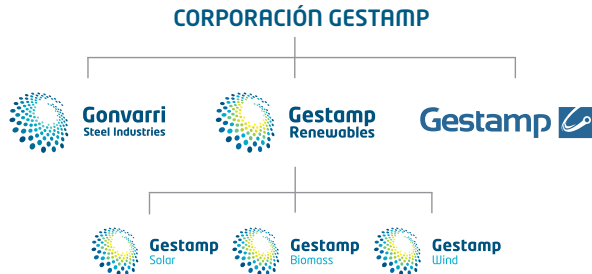 CORPORACIÓN GESTAMP
Gonvarri
Steel Industries
Gestamp
Renewables
Gestamp
Gestamp
Solar
Gestamp
Biomass
Gestamp
Wind